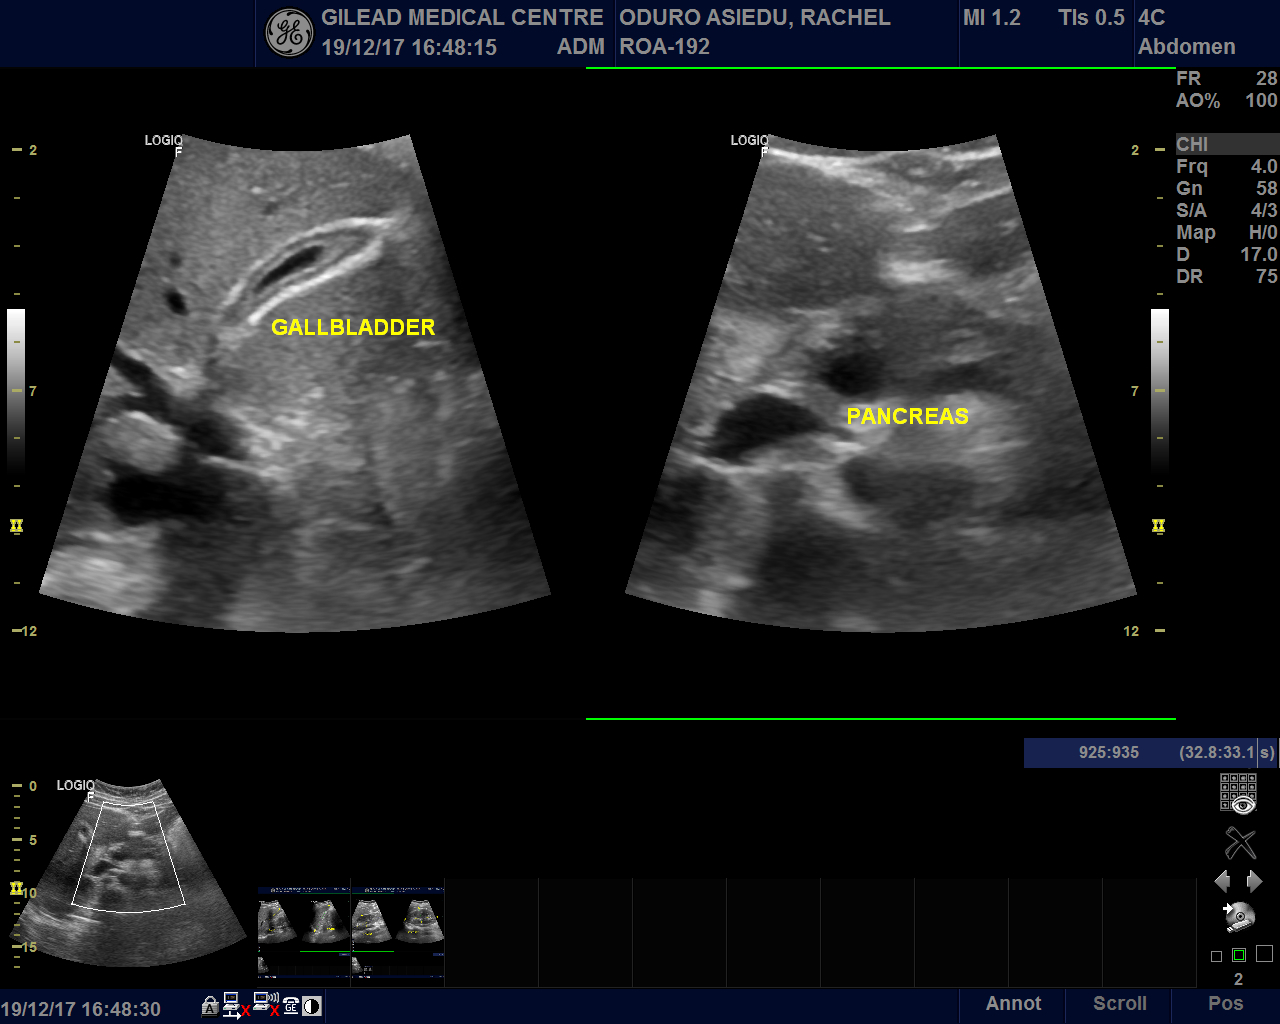 GILEAD MEDICAL CENTRE
19/12/17 16:48:15 ADM
ODURO ASIEDU, RACHEL
ROA-192
MI 1.2 TIs 0.5
4C
Abdomen
FR 28
AO% 100
CHI
Frq 4.0
Gn 58
S/A 4/3
Map H/0
D 17.0
DR 75
LOGIQ
F
2
7
12
GALLBLADDER
LOGIQ
F
2
7
12
PANCREAS
925:935 (32.8:33.1 s)
LOGIQ
F
0
5
10
15
2
19/12/17 16:48:30
Annot Scroll Pos